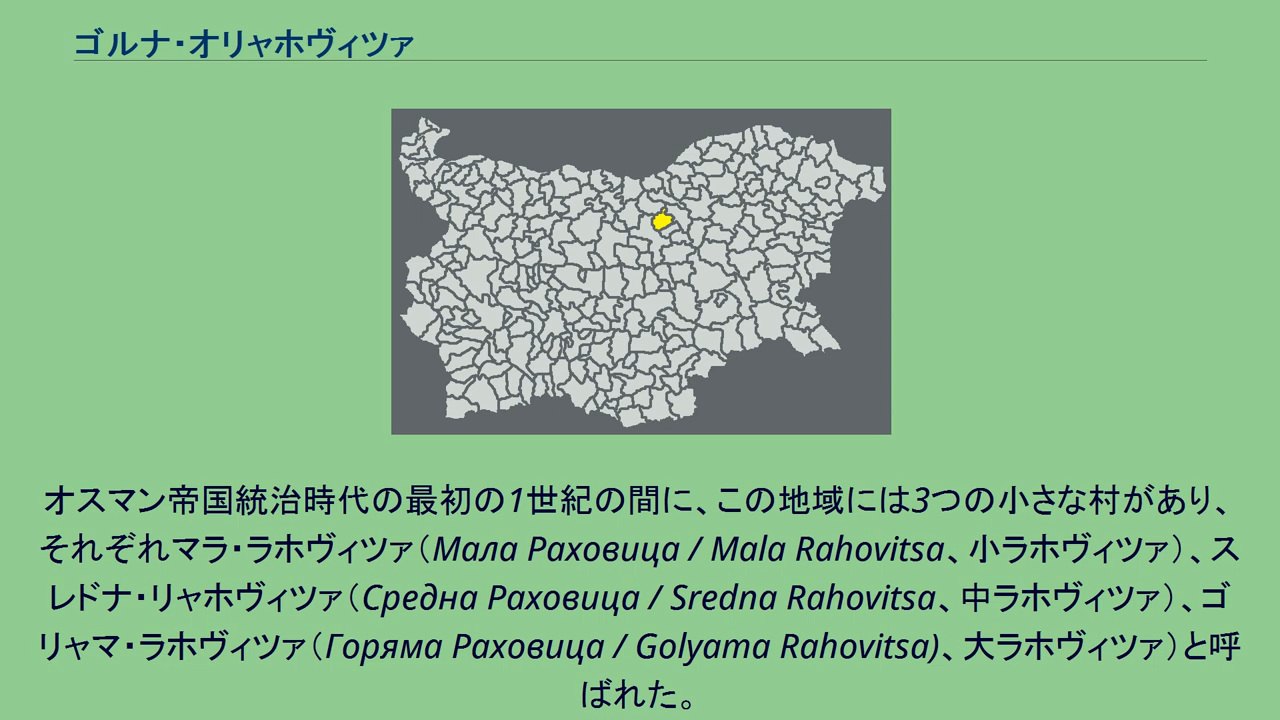 ゴルナ・オリャホヴィツァ
オスマン帝国統治時代の最初の1世紀の間に、この地域には3つの小さな村があり、
それぞれマラ・ラホヴィツァ（Мала Раховица / Mala Rahovitsa、小ラホヴィツァ）、ス
レドナ・リャホヴィツァ（Средна Раховица / Sredna Rahovitsa、中ラホヴィツァ）、ゴ
リャマ・ラホヴィツァ（Горяма Раховица / Golyama Rahovitsa)、大ラホヴィツァ）と呼
ばれた。